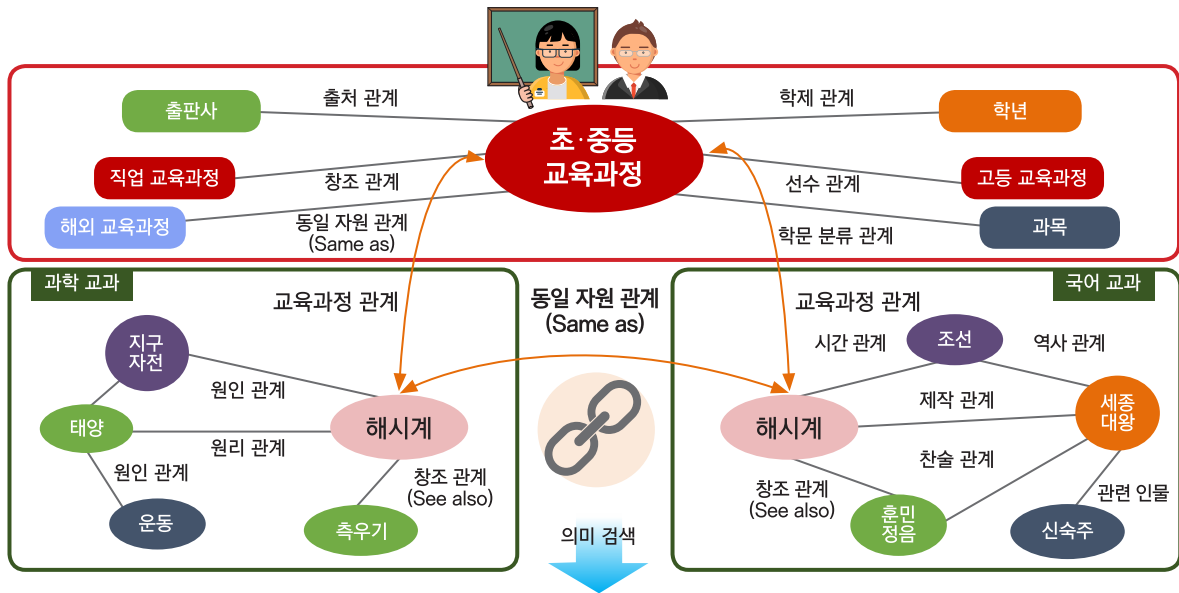 출판사
출처 관계
초·중등
교육과정
학제 관계
학년
직업 교육과정
창조 관계
선수 관계
고등 교육과정
해외 교육과정
동일 자원 관계
(Same as)
학문 분류 관계
과목
과학 교과
교육과정 관계
지구
자전
원인 관계
태양
원리 관계
해시계
원인 관계
운동
창조 관계
(See also)
측우기
동일 자원 관계
(Same as)
의미 검색
국어 교과
교육과정 관계
시간 관계
조선
역사 관계
제작 관계
세종
대왕
해시계
찬술 관계
창조 관계
(See also)
훈민
정음
관련 인물
신숙주